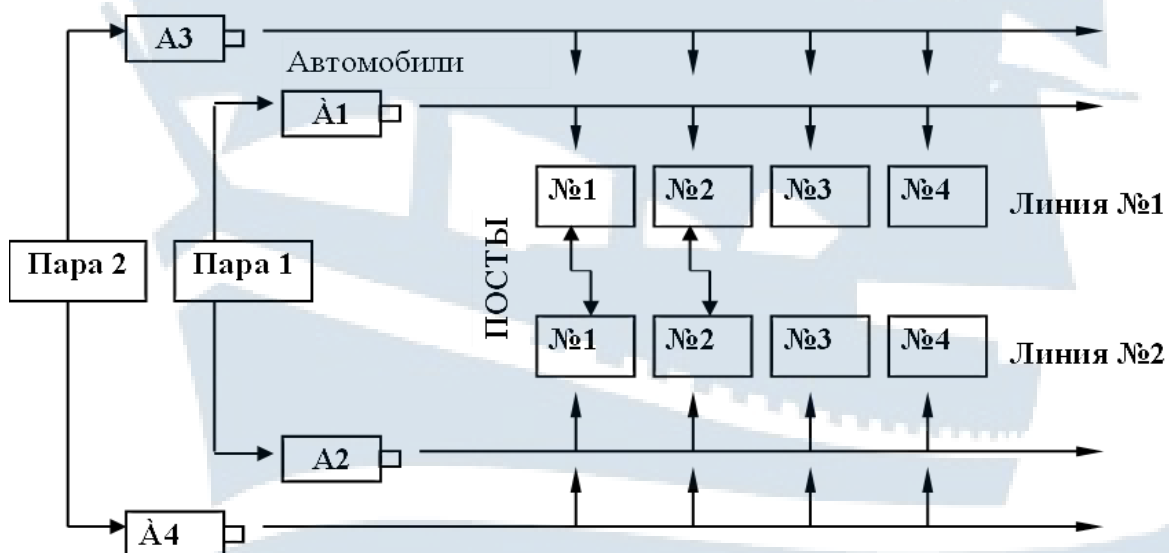 А3
Автомобили
À1
№1 №2 №3 №4
Линия №1
ПОСТЫ
Пара 2 Пара 1
№1 №2 №3 №4
Линия №2
А2
À4